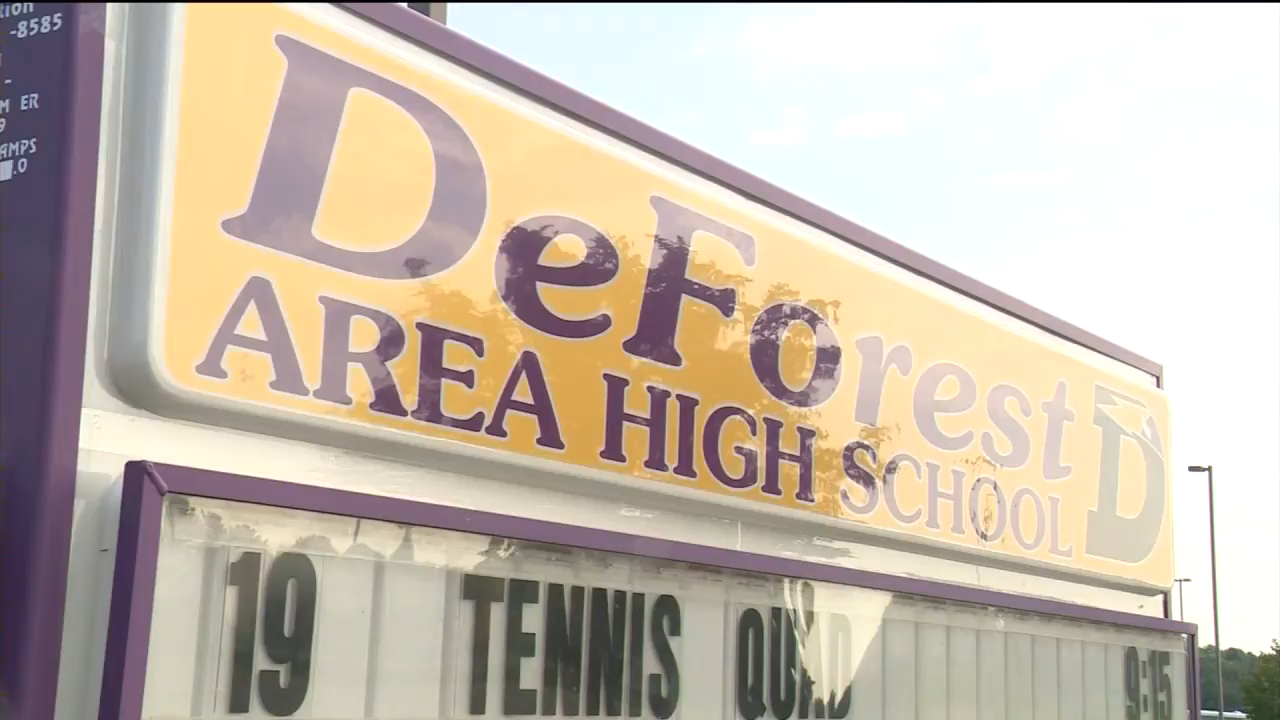 -8585
DeForest
AREA HIGH SCHOOL
D
19 TENNIS QUAD 9:15